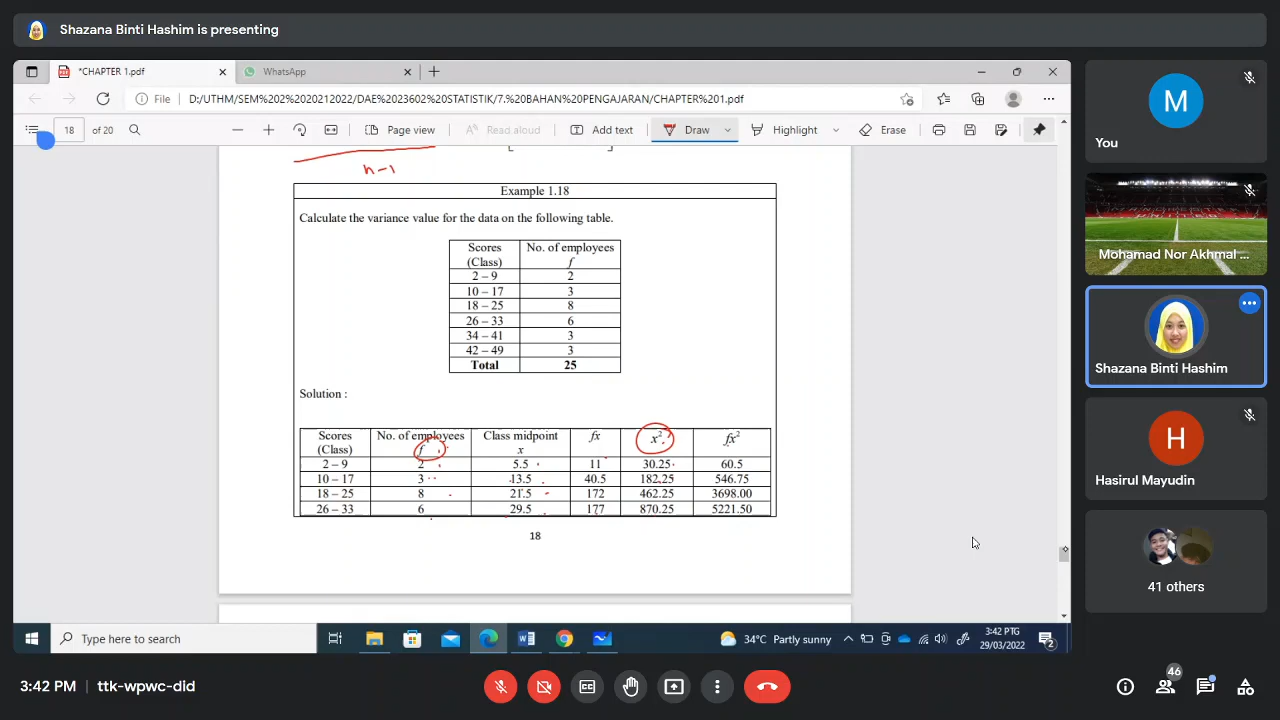 Shazana Binti Hashim is presenting
*CHAPTER 1.pdf
WhatsApp
File D:/UTHM/SEM%202%2020212022/DAE%2023602%20STATISTIK/7.%20BAHAN%20PENGAJARAN/CHAPTER%201.pdf
18 of 20 Page view Read aloud Add text Draw Highlight Erase
n-1
Example 1.18
Calculate the variance value for the data on the following table.
Scores No. of employees
(Class) f
2 – 9 2
10 – 17 3
18 – 25 8
26 – 33 6
34 – 41 3
42 – 49 3
Total 25
Solution :
Scores No. of employees Class midpoint fx x² fx²
(Class) f x
2 – 9 2 5.5 11 30.25 60.5
10 – 17 3 13.5 40.5 182.25 546.75
18 – 25 8 21.5 172 462.25 3698.00
26 – 33 6 29.5 177 870.25 5221.50
18
Type here to search
34°C Partly sunny
3:42 PTG
29/03/2022
2
M
You
MANCHESTER UNITED
Mohamad Nor Akhmal ...
Shazana Binti Hashim
H
Hasirul Mayudin
41 others
3:42 PM | ttk-wpwc-did
46